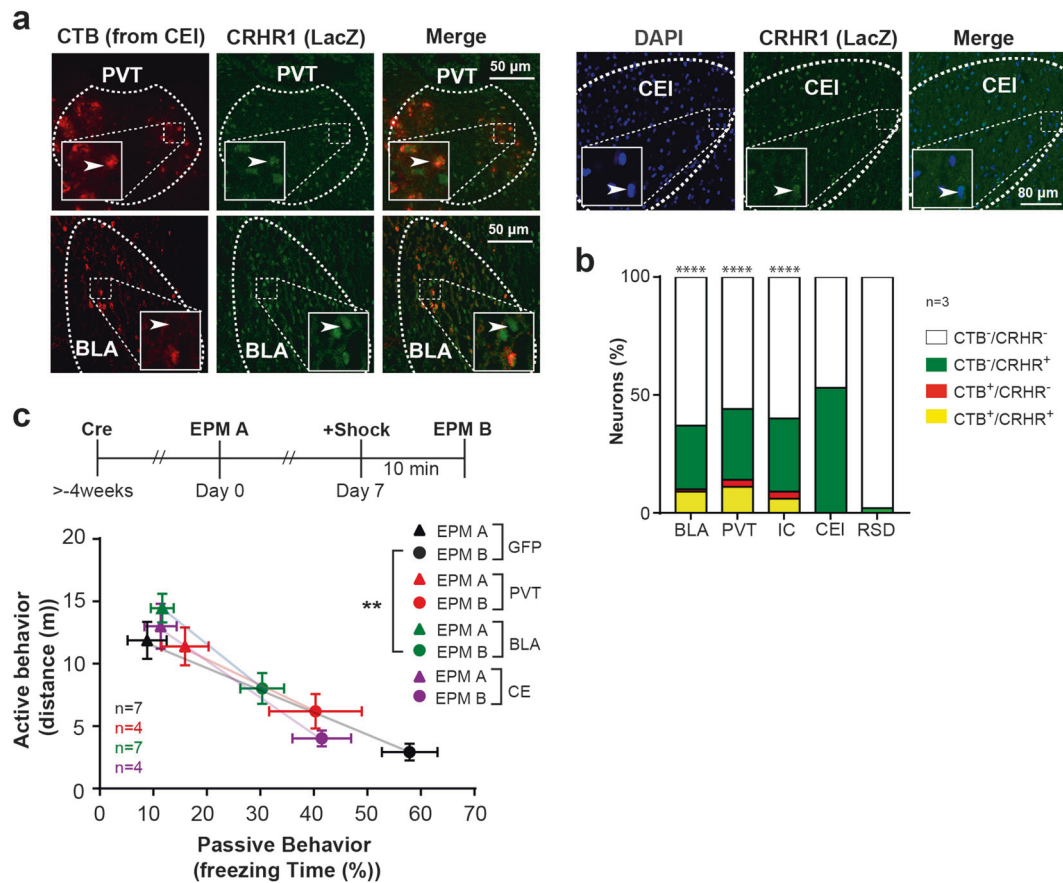 a
CTB (from CEl)
CRHR1 (LacZ)
Merge
PVT
PVT
PVT
50 µm
BLA
BLA
BLA
50 µm
DAPI
CRHR1 (LacZ)
Merge
CEI
CEI
CEI
80 µm
b
**** **** ****
100
50
0
Neurons (%)
BLA PVT IC CEI RSD
n=3
CTB⁻/CRHR⁻
CTB⁻/CRHR⁺
CTB⁺/CRHR⁻
CTB⁺/CRHR⁺
c
Cre
EPM A
+Shock
EPM B
10 min
>-4weeks
Day 0
Day 7
20
15
10
5
0
Active behavior
(distance (m))
EPM A
EPM B
GFP
EPM A
EPM B
PVT
**
EPM A
EPM B
BLA
EPM A
EPM B
CE
n=7
n=4
n=7
n=4
0 10 20 30 40 50 60 70
Passive Behavior
(freezing Time (%))